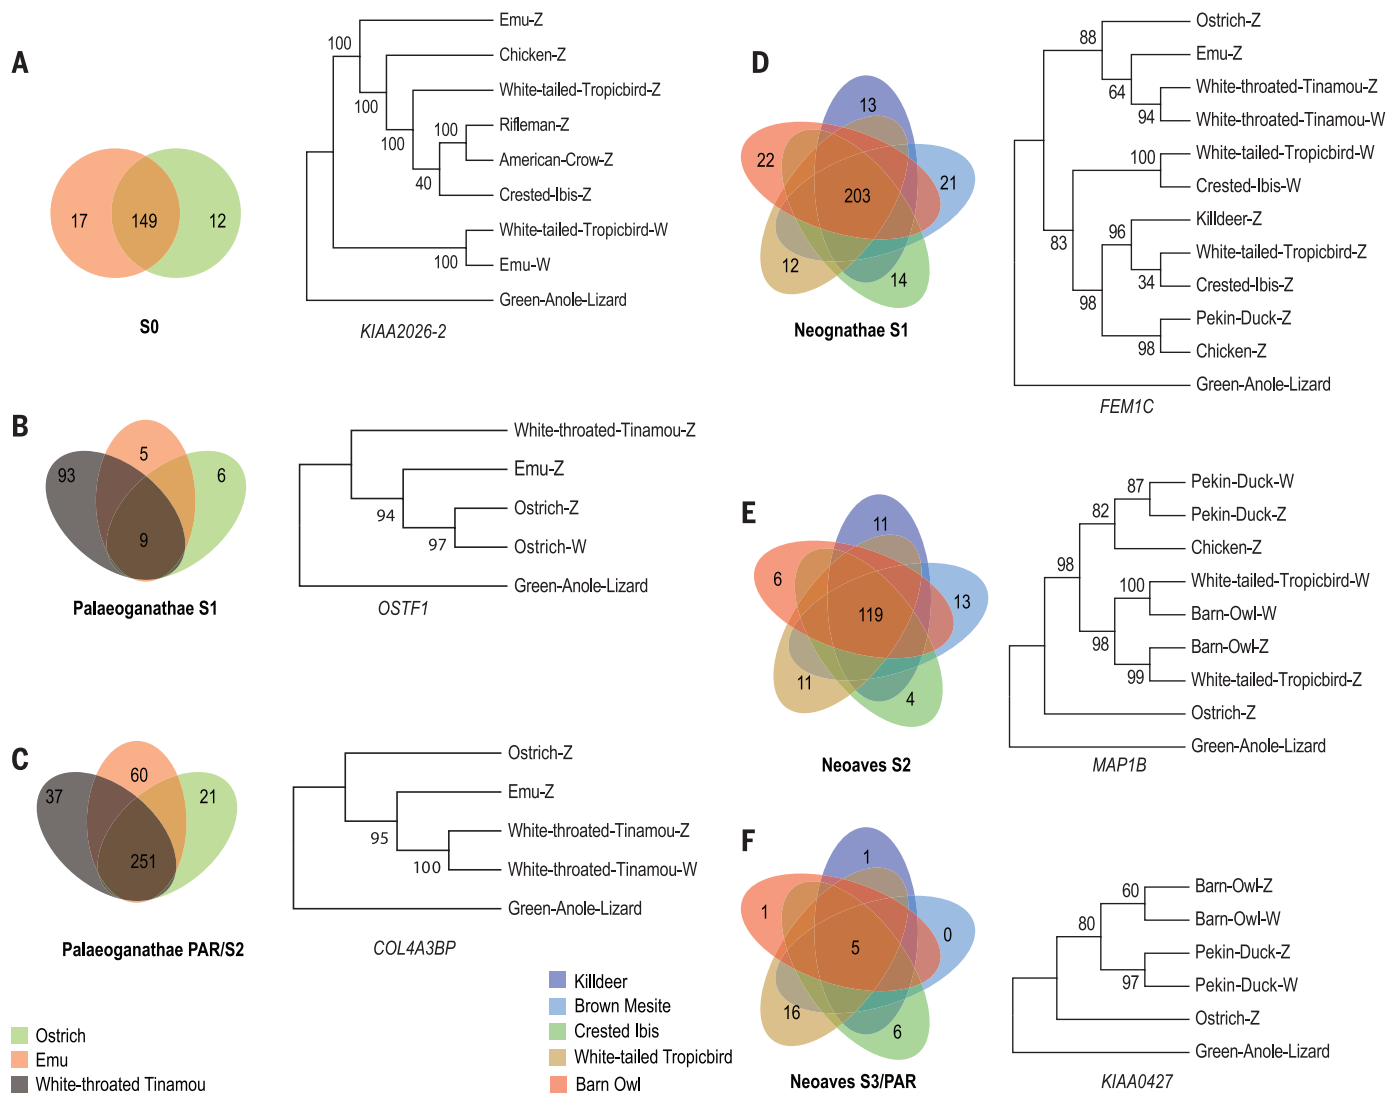 A
17
149
12
S0
100
100
100
100
40
100
Emu-Z
Chicken-Z
White-tailed-Tropicbird-Z
Rifleman-Z
American-Crow-Z
Crested-Ibis-Z
White-tailed-Tropicbird-W
Emu-W
Green-Anole-Lizard
KIAA2026-2
B
93
5
6
9
Palaeoganathae S1
94
97
White-throated-Tinamou-Z
Emu-Z
Ostrich-Z
Ostrich-W
Green-Anole-Lizard
OSTF1
C
37
60
21
251
Palaeoganathae PAR/S2
95
100
Ostrich-Z
Emu-Z
White-throated-Tinamou-Z
White-throated-Tinamou-W
Green-Anole-Lizard
COL4A3BP
Ostrich
Emu
White-throated Tinamou
Killdeer
Brown Mesite
Crested Ibis
White-tailed Tropicbird
Barn Owl
D
13
22
21
203
12
14
Neognathae S1
88
64
94
100
83
96
34
98
98
Ostrich-Z
Emu-Z
White-throated-Tinamou-Z
White-throated-Tinamou-W
White-tailed-Tropicbird-W
Crested-Ibis-W
Killdeer-Z
White-tailed-Tropicbird-Z
Crested-Ibis-Z
Pekin-Duck-Z
Chicken-Z
Green-Anole-Lizard
FEM1C
E
11
6
13
119
11
4
Neoaves S2
87
82
98
100
98
99
Pekin-Duck-W
Pekin-Duck-Z
Chicken-Z
White-tailed-Tropicbird-W
Barn-Owl-W
Barn-Owl-Z
White-tailed-Tropicbird-Z
Ostrich-Z
Green-Anole-Lizard
MAP1B
F
1
1
0
5
16
6
Neoaves S3/PAR
60
80
97
Barn-Owl-Z
Barn-Owl-W
Pekin-Duck-Z
Pekin-Duck-W
Ostrich-Z
Green-Anole-Lizard
KIAA0427